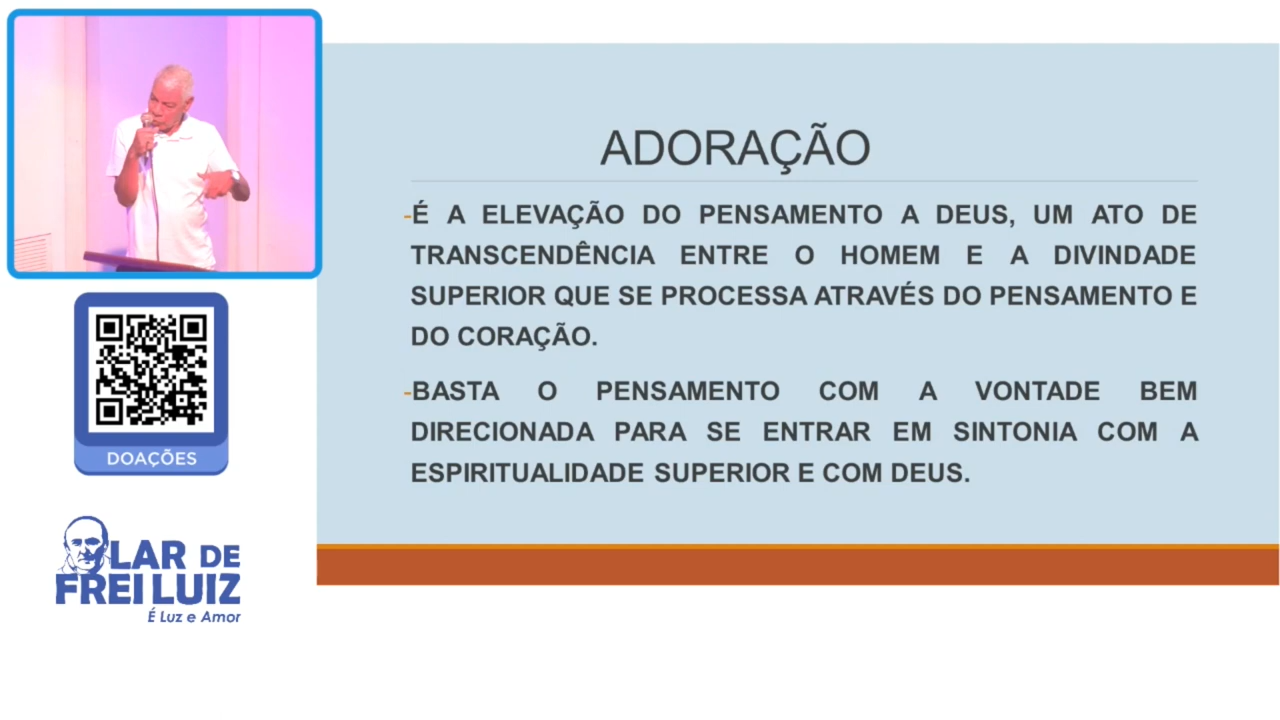 ADORAÇÃO
-É A ELEVAÇÃO DO PENSAMENTO A DEUS, UM ATO DE
TRANSCENDÊNCIA ENTRE O HOMEM E A DIVINDADE
SUPERIOR QUE SE PROCESSA ATRAVÉS DO PENSAMENTO E
DO CORAÇÃO.
-BASTA O PENSAMENTO COM A VONTADE BEM
DIRECIONADA PARA SE ENTRAR EM SINTONIA COM A
ESPIRITUALIDADE SUPERIOR E COM DEUS.
DOAÇÕES
LAR DE
FREI LUIZ
É Luz e Amor